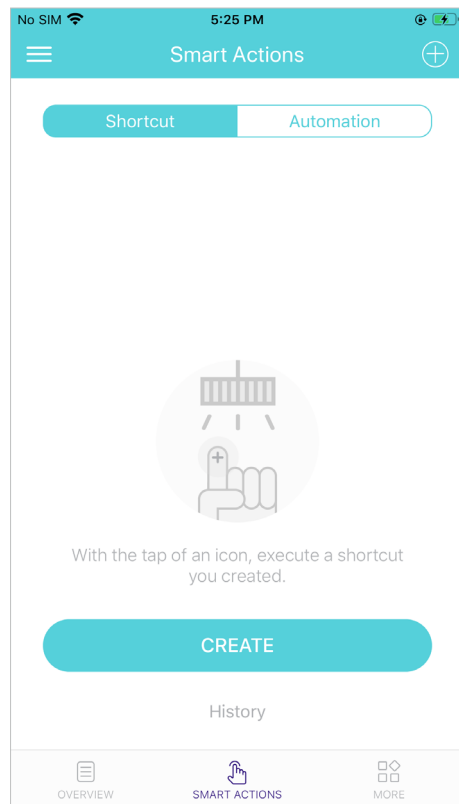 No SIM 5:25 PM
Smart Actions
Shortcut Automation
With the tap of an icon, execute a shortcut
you created.
CREATE
History
OVERVIEW SMART ACTIONS MORE